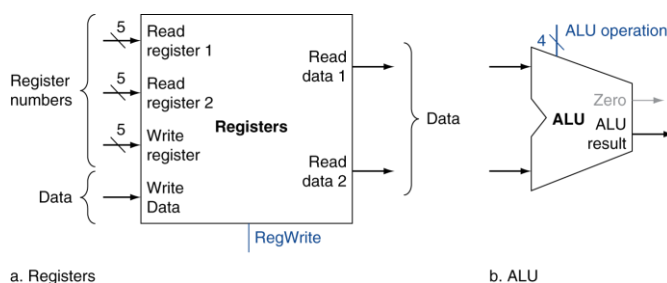 Register
numbers
Data
5
Read
register 1
5
Read
register 2
5
Write
register
Write
Data
Registers
Read
data 1
Read
data 2
RegWrite
Data
4
ALU operation
ALU
Zero
ALU
result
a. Registers
b. ALU